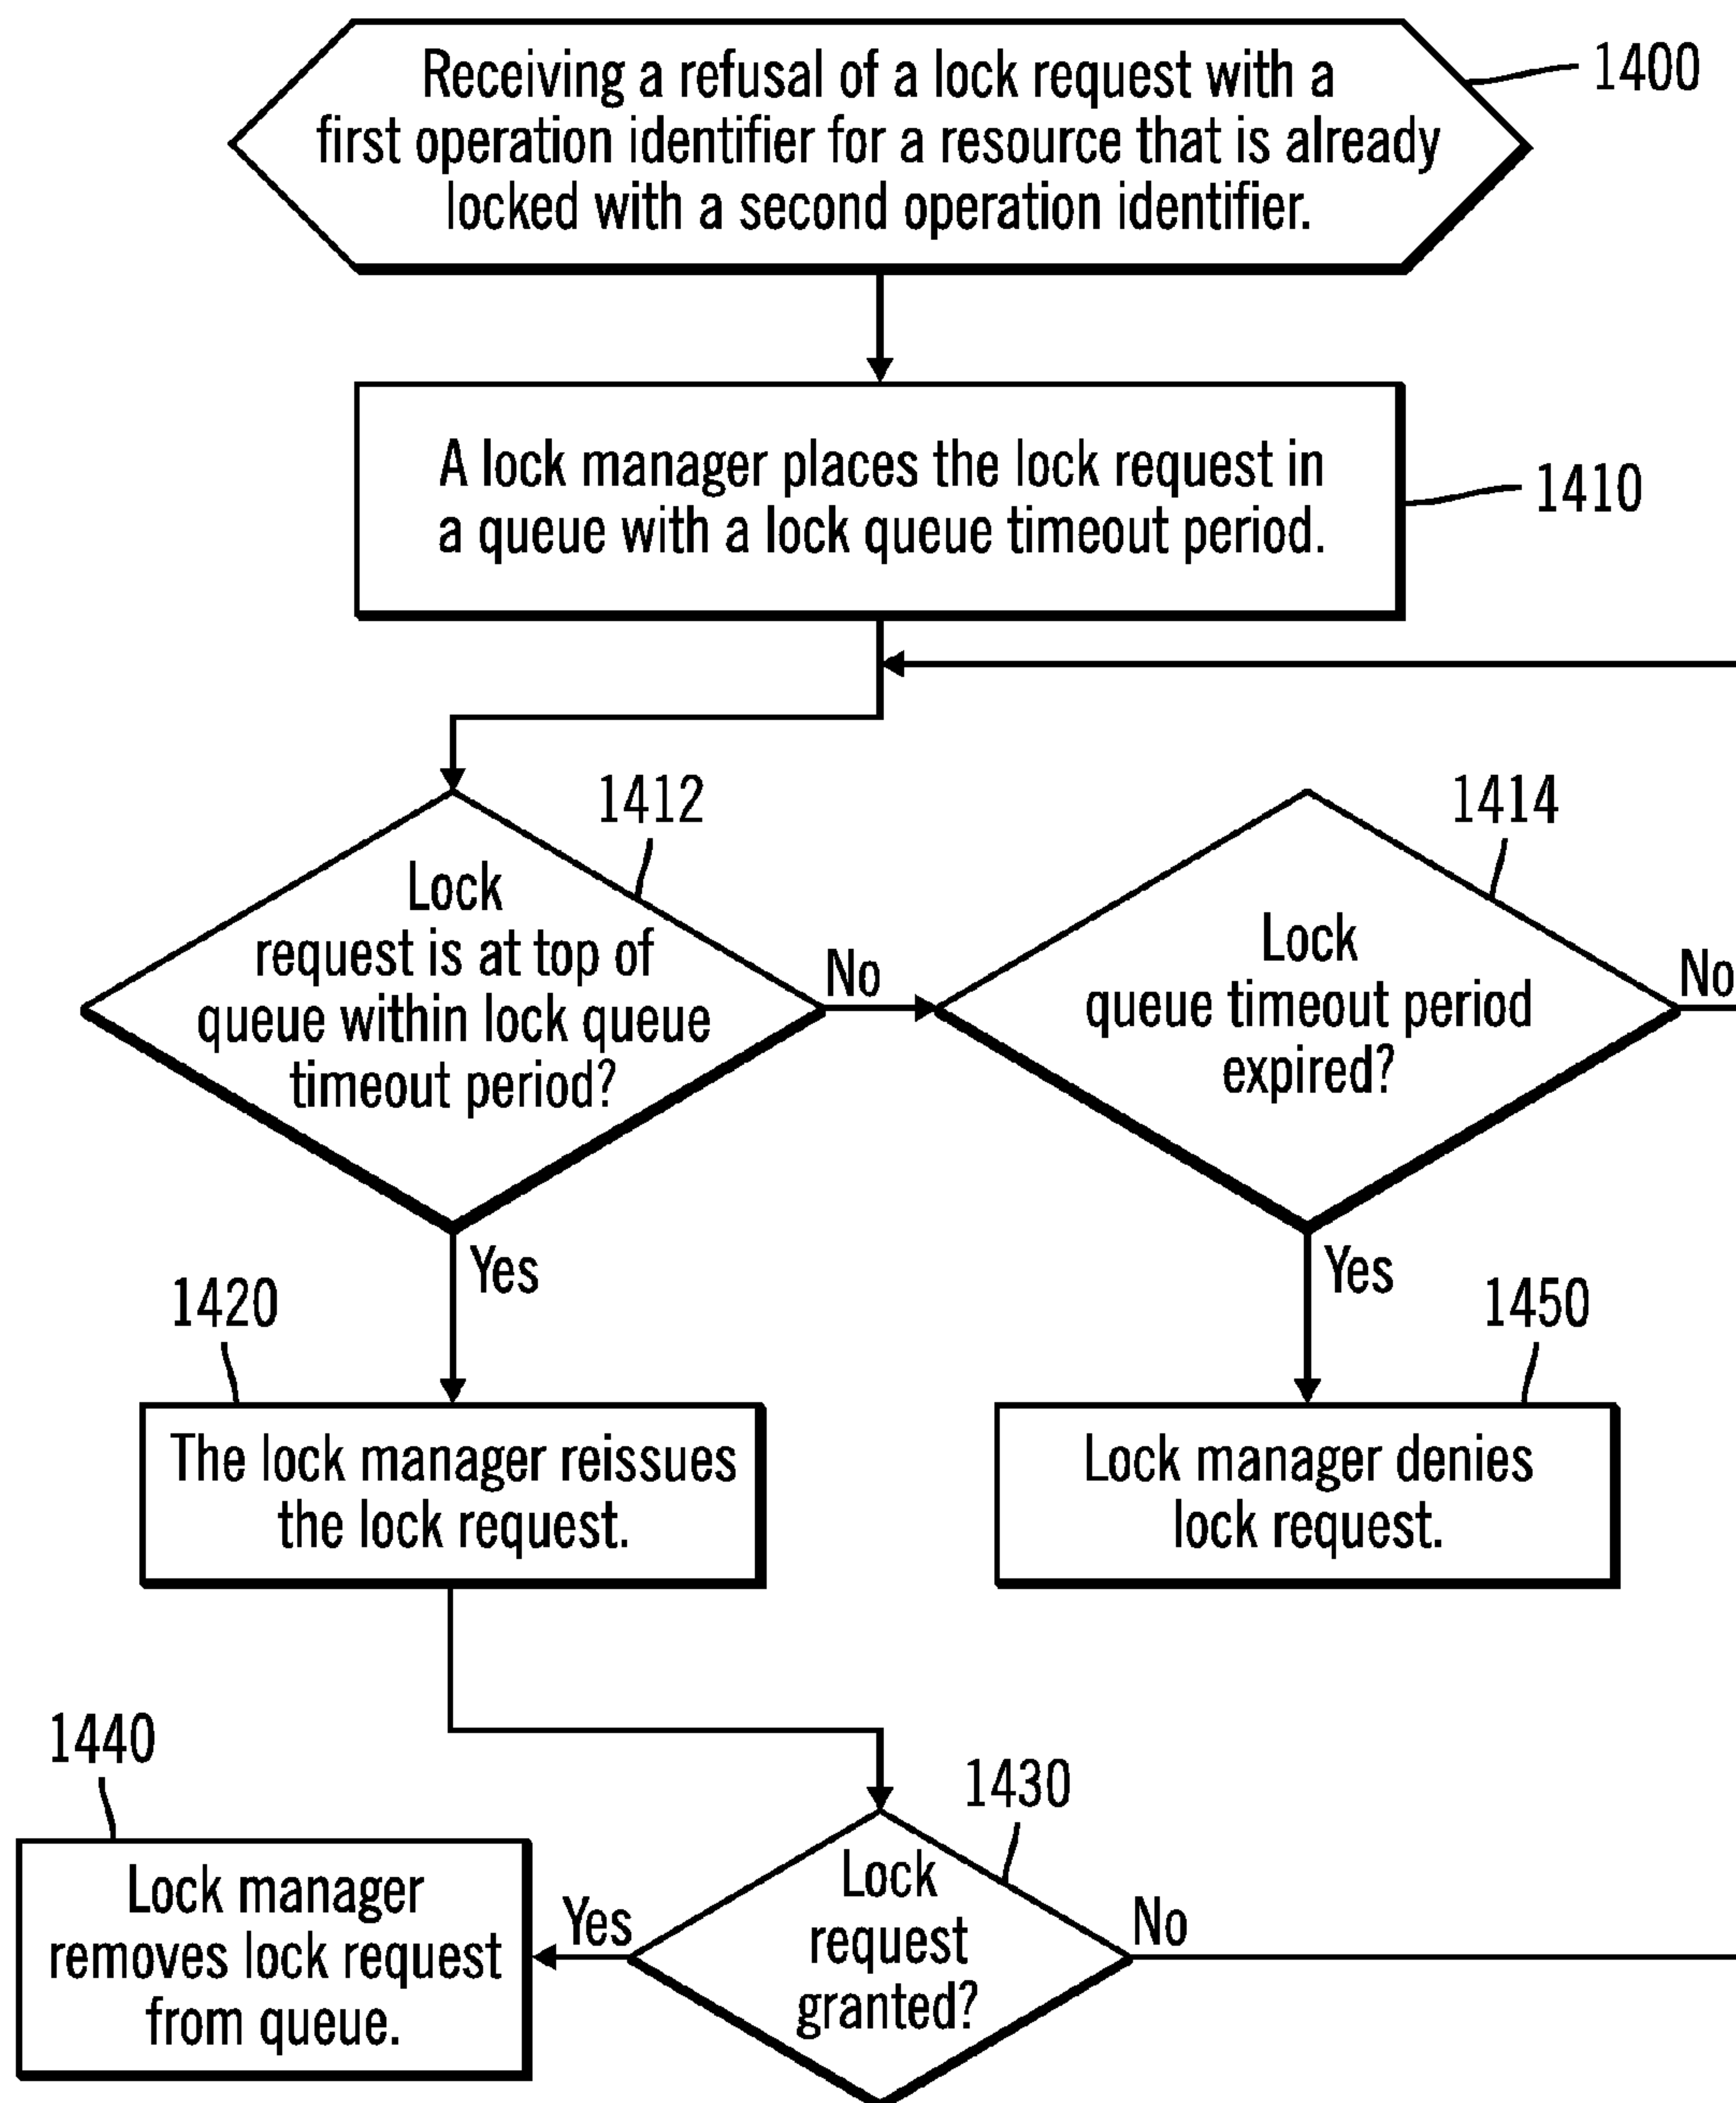 Receiving a refusal of a lock request with a
first operation identifier for a resource that is already
locked with a second operation identifier.
1400
A lock manager places the lock request in
a queue with a lock queue timeout period.
1410
1412
Lock
request is at top of
queue within lock queue
timeout period?
No
1414
Lock
queue timeout period
expired?
No
Yes
Yes
1420
The lock manager reissues
the lock request.
1450
Lock manager denies
lock request.
1440
Lock manager
removes lock request
from queue.
Yes
1430
Lock
request
granted?
No